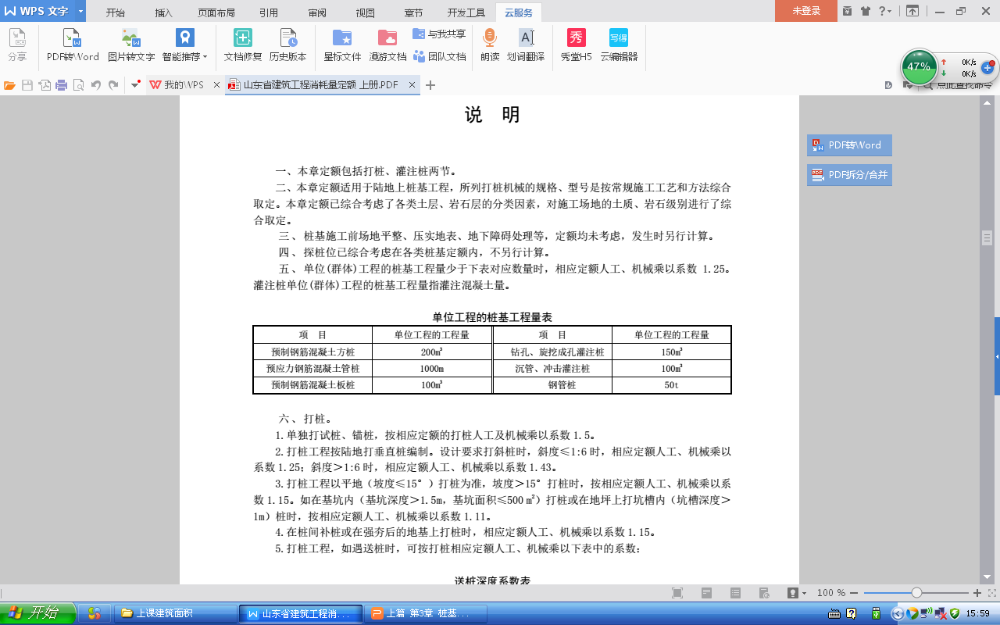 WPS 文字
开始 插入 页面布局 引用 审阅 视图 章节 开发工具 云服务 未登录
分享 PDF转Word 图片转文字 智能推荐 文档修复 历史版本 星标文件 漫游文档 与我共享 团队文档 朗读 划词翻译 秀堂H5 云编辑器
47% 0K/s
0K/s
我的WPS 山东省建筑工程消耗量定额 上册.PDF 点此查找命令
PDF转Word
PDF拆分/合并
说 明
一、本章定额包括打桩、灌注桩两节。
二、本章定额适用于陆地上桩基工程，所列打桩机械的规格、型号是按常规施工工艺和方法综合
取定。本章定额已综合考虑了各类土层、岩石层的分类因素，对施工场地的土质、岩石级别进行了综
合取定。
三、桩基施工前场地平整、压实地表、地下障碍处理等，定额均未考虑，发生时另行计算。
四、探桩位已综合考虑在各类桩基定额内，不另行计算。
五、单位(群体)工程的桩基工程量少于下表对应数量时，相应定额人工、机械乘以系数 1.25。
灌注桩单位(群体)工程的桩基工程量指灌注混凝土量。
单位工程的桩基工程量表
项 目 单位工程的工程量 项 目 单位工程的工程量
预制钢筋混凝土方桩 200m³ 钻孔、旋挖成孔灌注桩 150m³
预应力钢筋混凝土管桩 1000m 沉管、冲击灌注桩 100m³
预制钢筋混凝土板桩 100m³ 钢管桩 50t
六、打桩。
1.单独打试桩、锚桩，按相应定额的打桩人工及机械乘以系数1.5。
2.打桩工程按陆地打垂直桩编制。设计要求打斜桩时，斜度≤1:6时，相应定额人工、机械乘以
系数1.25；斜度＞1:6时，相应定额人工、机械乘以系数1.43。
3.打桩工程以平地（坡度≤15°）打桩为准，坡度＞15°打桩时，按相应定额人工、机械乘以系
数1.15。如在基坑内（基坑深度＞1.5m，基坑面积≤500 m²）打桩或在地坪上打坑槽内（坑槽深度＞
1m）桩时，按相应定额人工、机械乘以系数1.11。
4.在桩间补桩或在强夯后的地基上打桩时，相应定额人工、机械乘以系数1.15。
5.打桩工程，如遇送桩时，可按打桩相应定额人工、机械乘以下表中的系数：
送桩深度系数表
100 %
开始 上课建筑面积 山东省建筑工程消... 上篇 第3章 桩基... 15:59